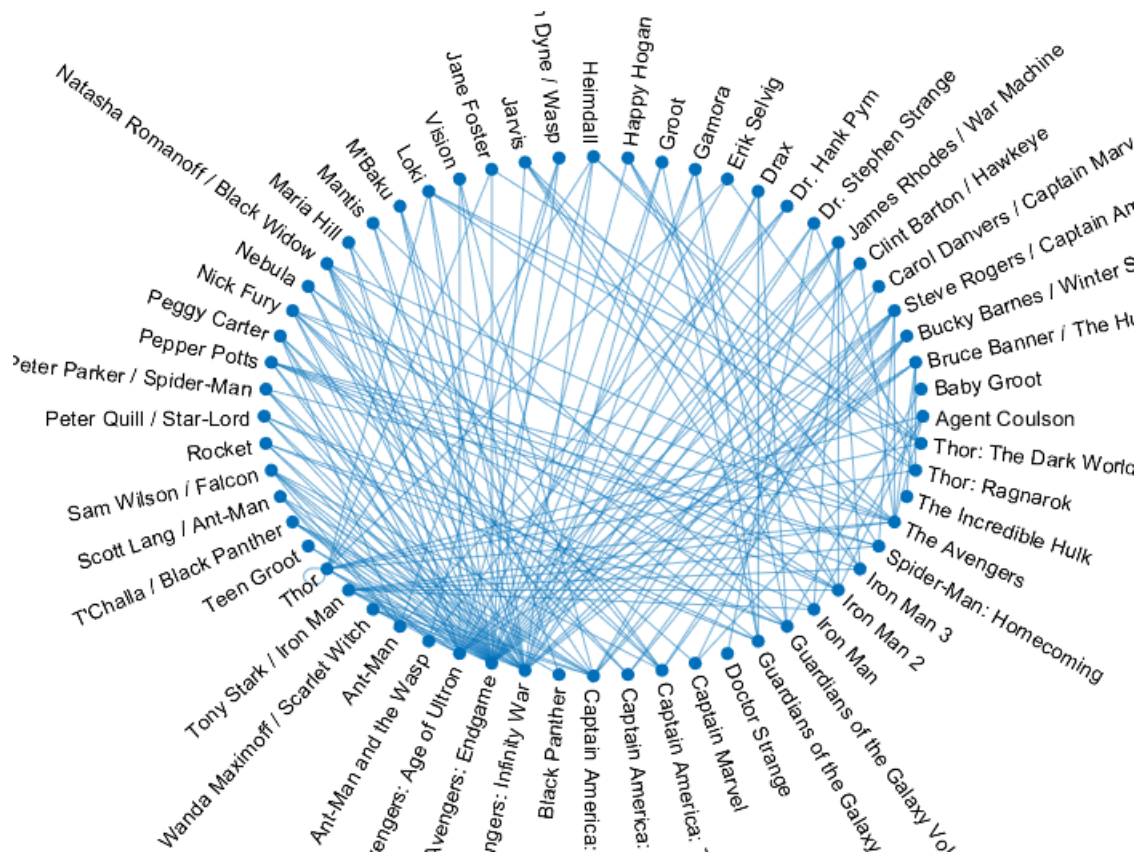 Natasha Romanoff / Black Widow
Maria Hill
Mantis
M'Baku
Loki
Vision
Jane Foster
Jarvis
Dyne / Wasp
Heimdall
Happy Hogan
Groot
Gamora
Erik Selvig
Drax
Dr. Hank Pym
Dr. Stephen Strange
James Rhodes / War Machine
Clint Barton / Hawkeye
Carol Danvers / Captain Marv
Steve Rogers / Captain Am
Bucky Barnes / Winter S
Bruce Banner / The Hu
Baby Groot
Agent Coulson
Thor: The Dark World
Thor: Ragnarok
The Incredible Hulk
The Avengers
Spider-Man: Homecoming
Iron Man 3
Iron Man 2
Iron Man
Guardians of the Galaxy Vol
Guardians of the Galaxy
Doctor Strange
Captain Marvel
Captain America:
Captain America:
Captain America:
Black Panther
ngers: Infinity War
Avengers: Endgame
engers: Age of Ultron
Ant-Man and the Wasp
Ant-Man
Wanda Maximoff / Scarlet Witch
Tony Stark / Iron Man
Thor
Teen Groot
T'Challa / Black Panther
Scott Lang / Ant-Man
Sam Wilson / Falcon
Rocket
Peter Quill / Star-Lord
Peter Parker / Spider-Man
Pepper Potts
Peggy Carter
Nick Fury
Nebula